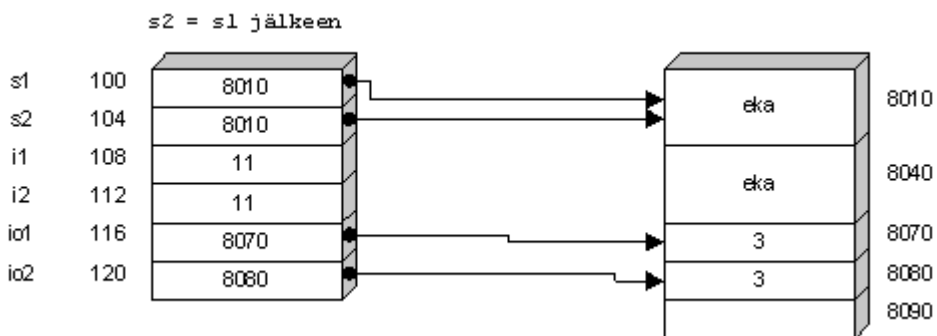 s2 = s1 jälkeen
s1 100 8010 eka 8010
s2 104 8010
i1 108 11 eka 8040
i2 112 11
io1 116 8070 3 8070
io2 120 8080 3 8080
8090